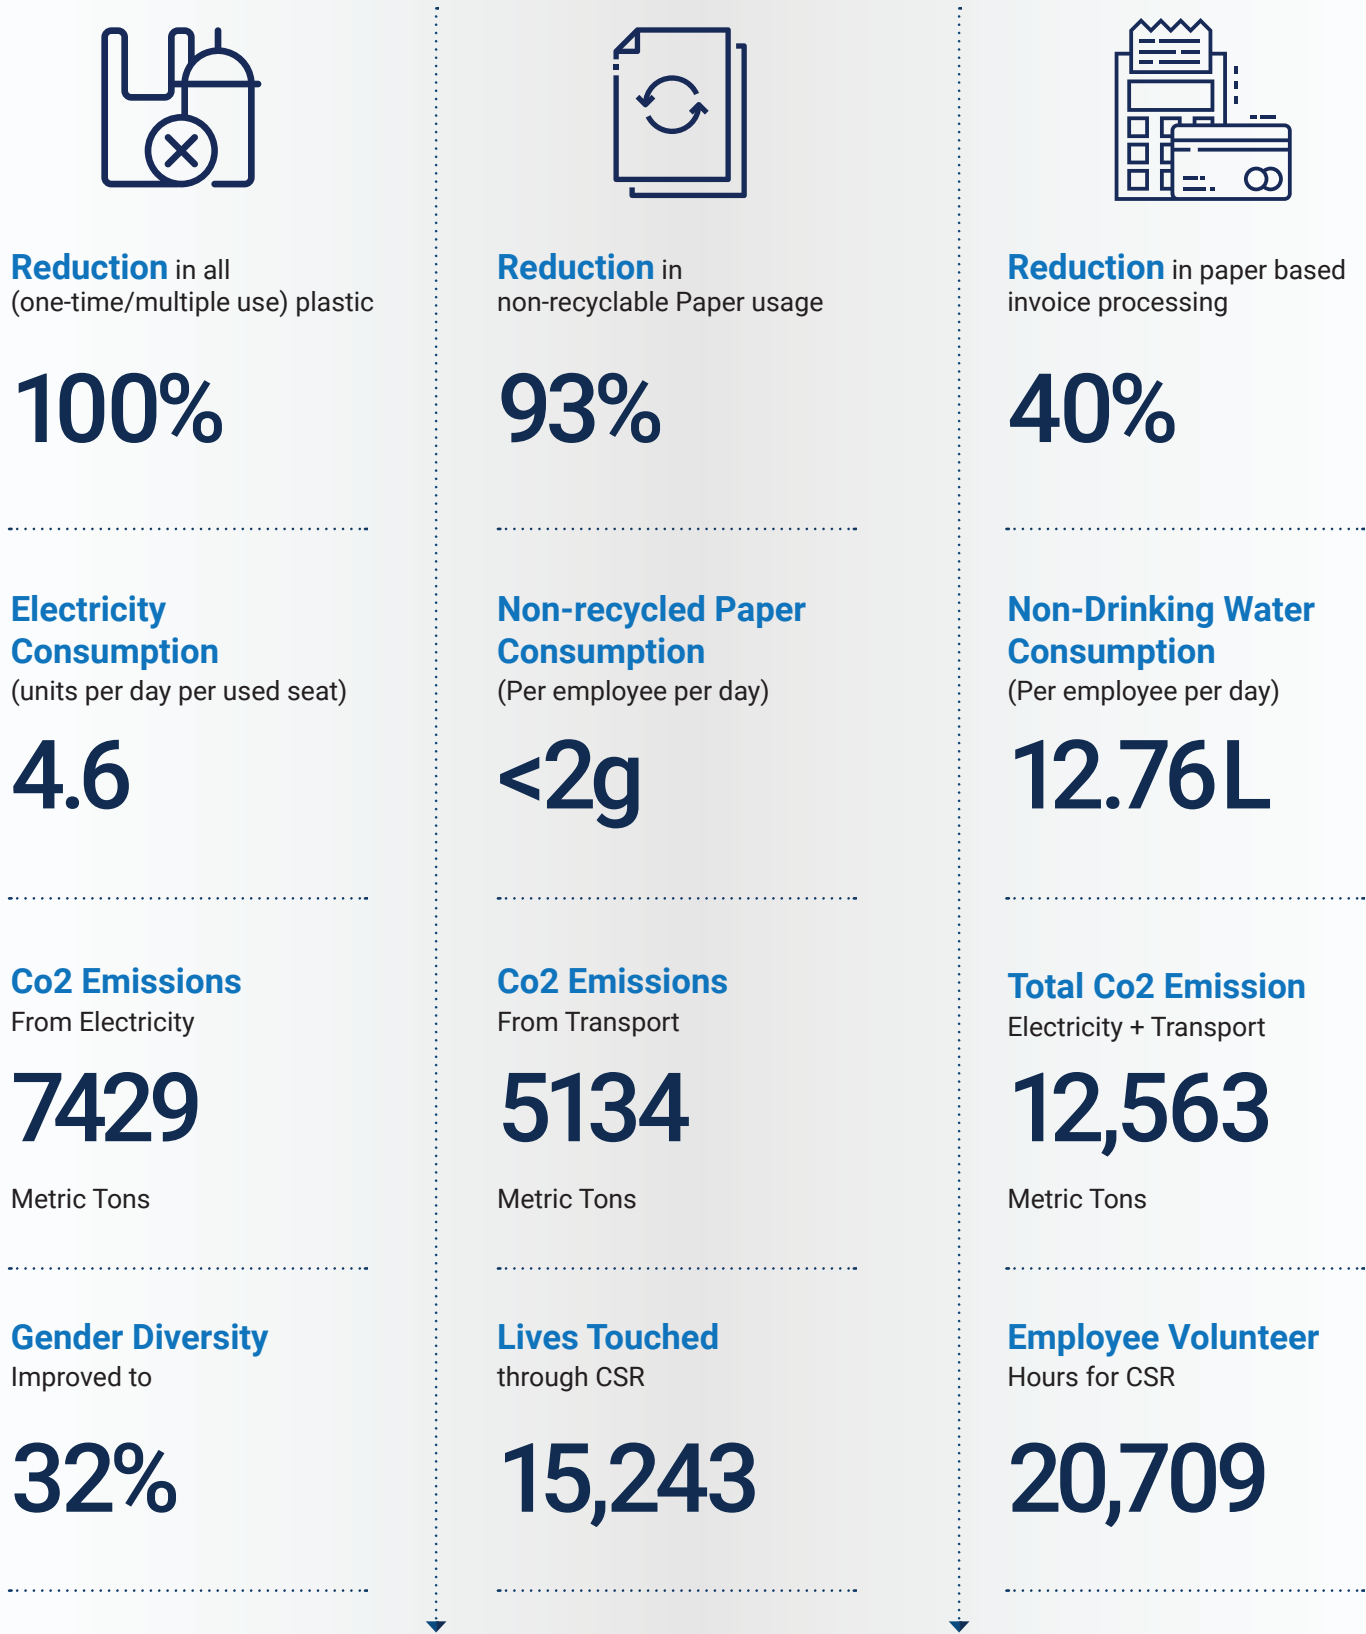 Reduction in all
(one-time/multiple use) plastic
100%
Reduction in
non-recyclable Paper usage
93%
Reduction in paper based
invoice processing
40%
Electricity
Consumption
(units per day per used seat)
4.6
Non-recycled Paper
Consumption
(Per employee per day)
<2g
Non-Drinking Water
Consumption
(Per employee per day)
12.76 L
Co2 Emissions
From Electricity
7429
Metric Tons
Co2 Emissions
From Transport
5134
Metric Tons
Total Co2 Emission
Electricity + Transport
12,563
Metric Tons
Gender Diversity
Improved to
32%
Lives Touched
through CSR
15,243
Employee Volunteer
Hours for CSR
20,709